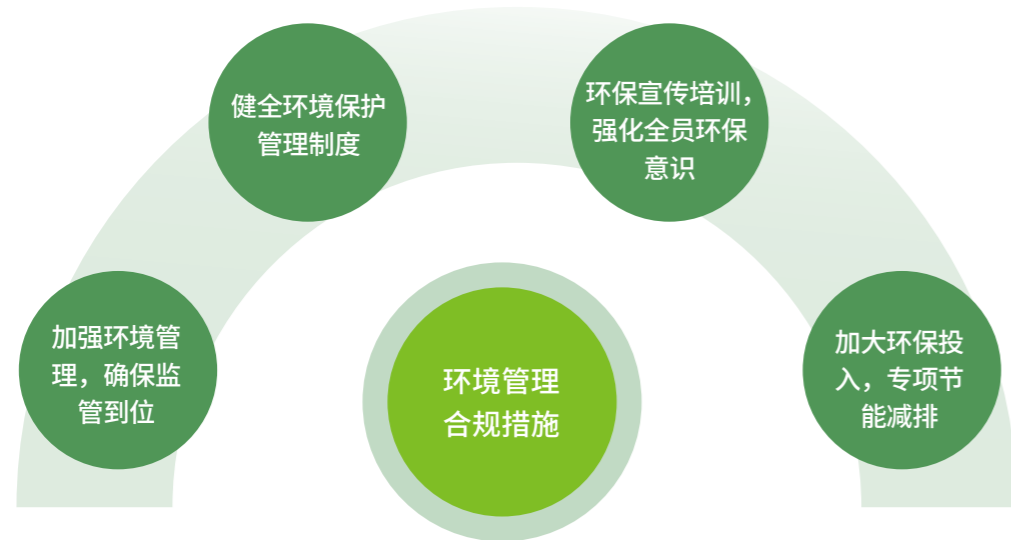 健全环境保护
管理制度
环保宣传培训，
强化全员环保
意识
加强环境管
理，确保监
管到位
环境管理
合规措施
加大环保投
入，专项节
能减排